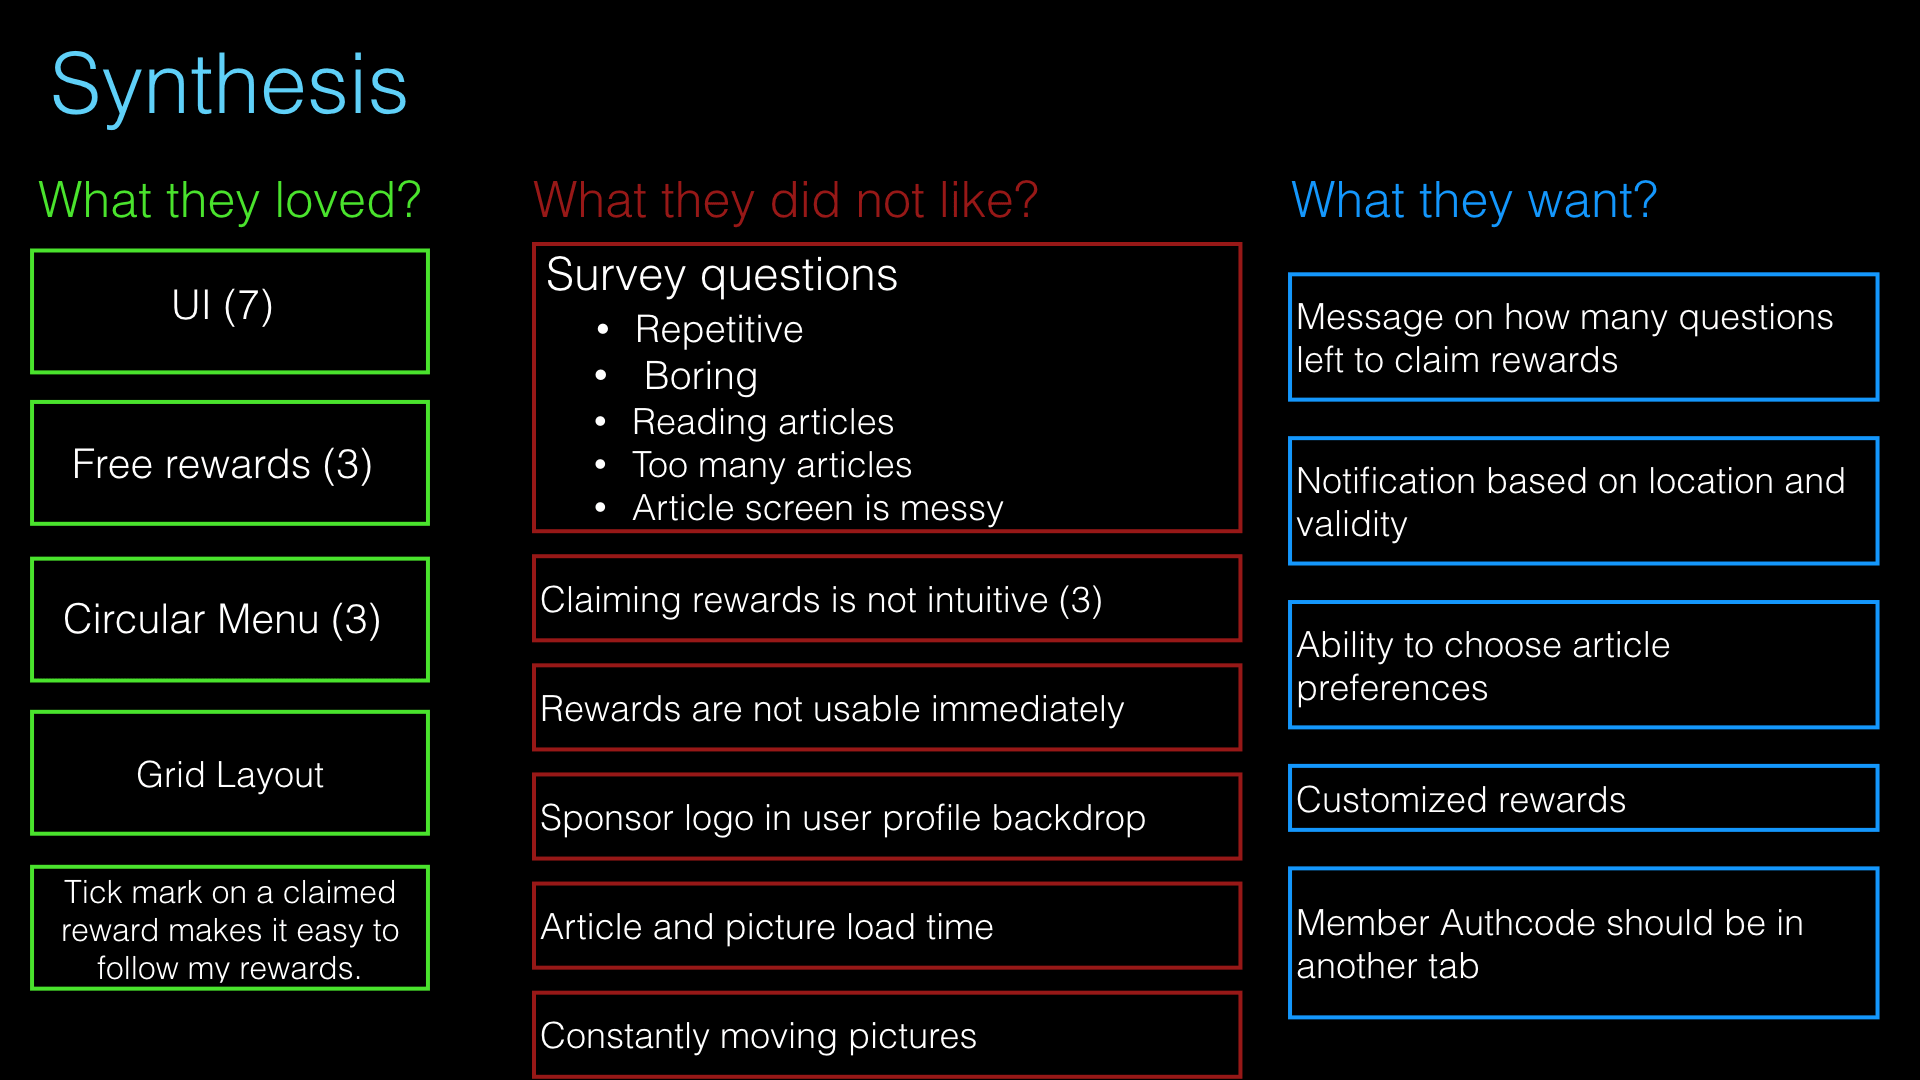 Synthesis
What they loved?
UI (7)
Free rewards (3)
Circular Menu (3)
Grid Layout
Tick mark on a claimed
reward makes it easy to
follow my rewards.
What they did not like?
Survey questions
• Repetitive
• Boring
• Reading articles
• Too many articles
• Article screen is messy
Claiming rewards is not intuitive (3)
Rewards are not usable immediately
Sponsor logo in user profile backdrop
Article and picture load time
Constantly moving pictures
What they want?
Message on how many questions
left to claim rewards
Notification based on location and
validity
Ability to choose article
preferences
Customized rewards
Member Authcode should be in
another tab